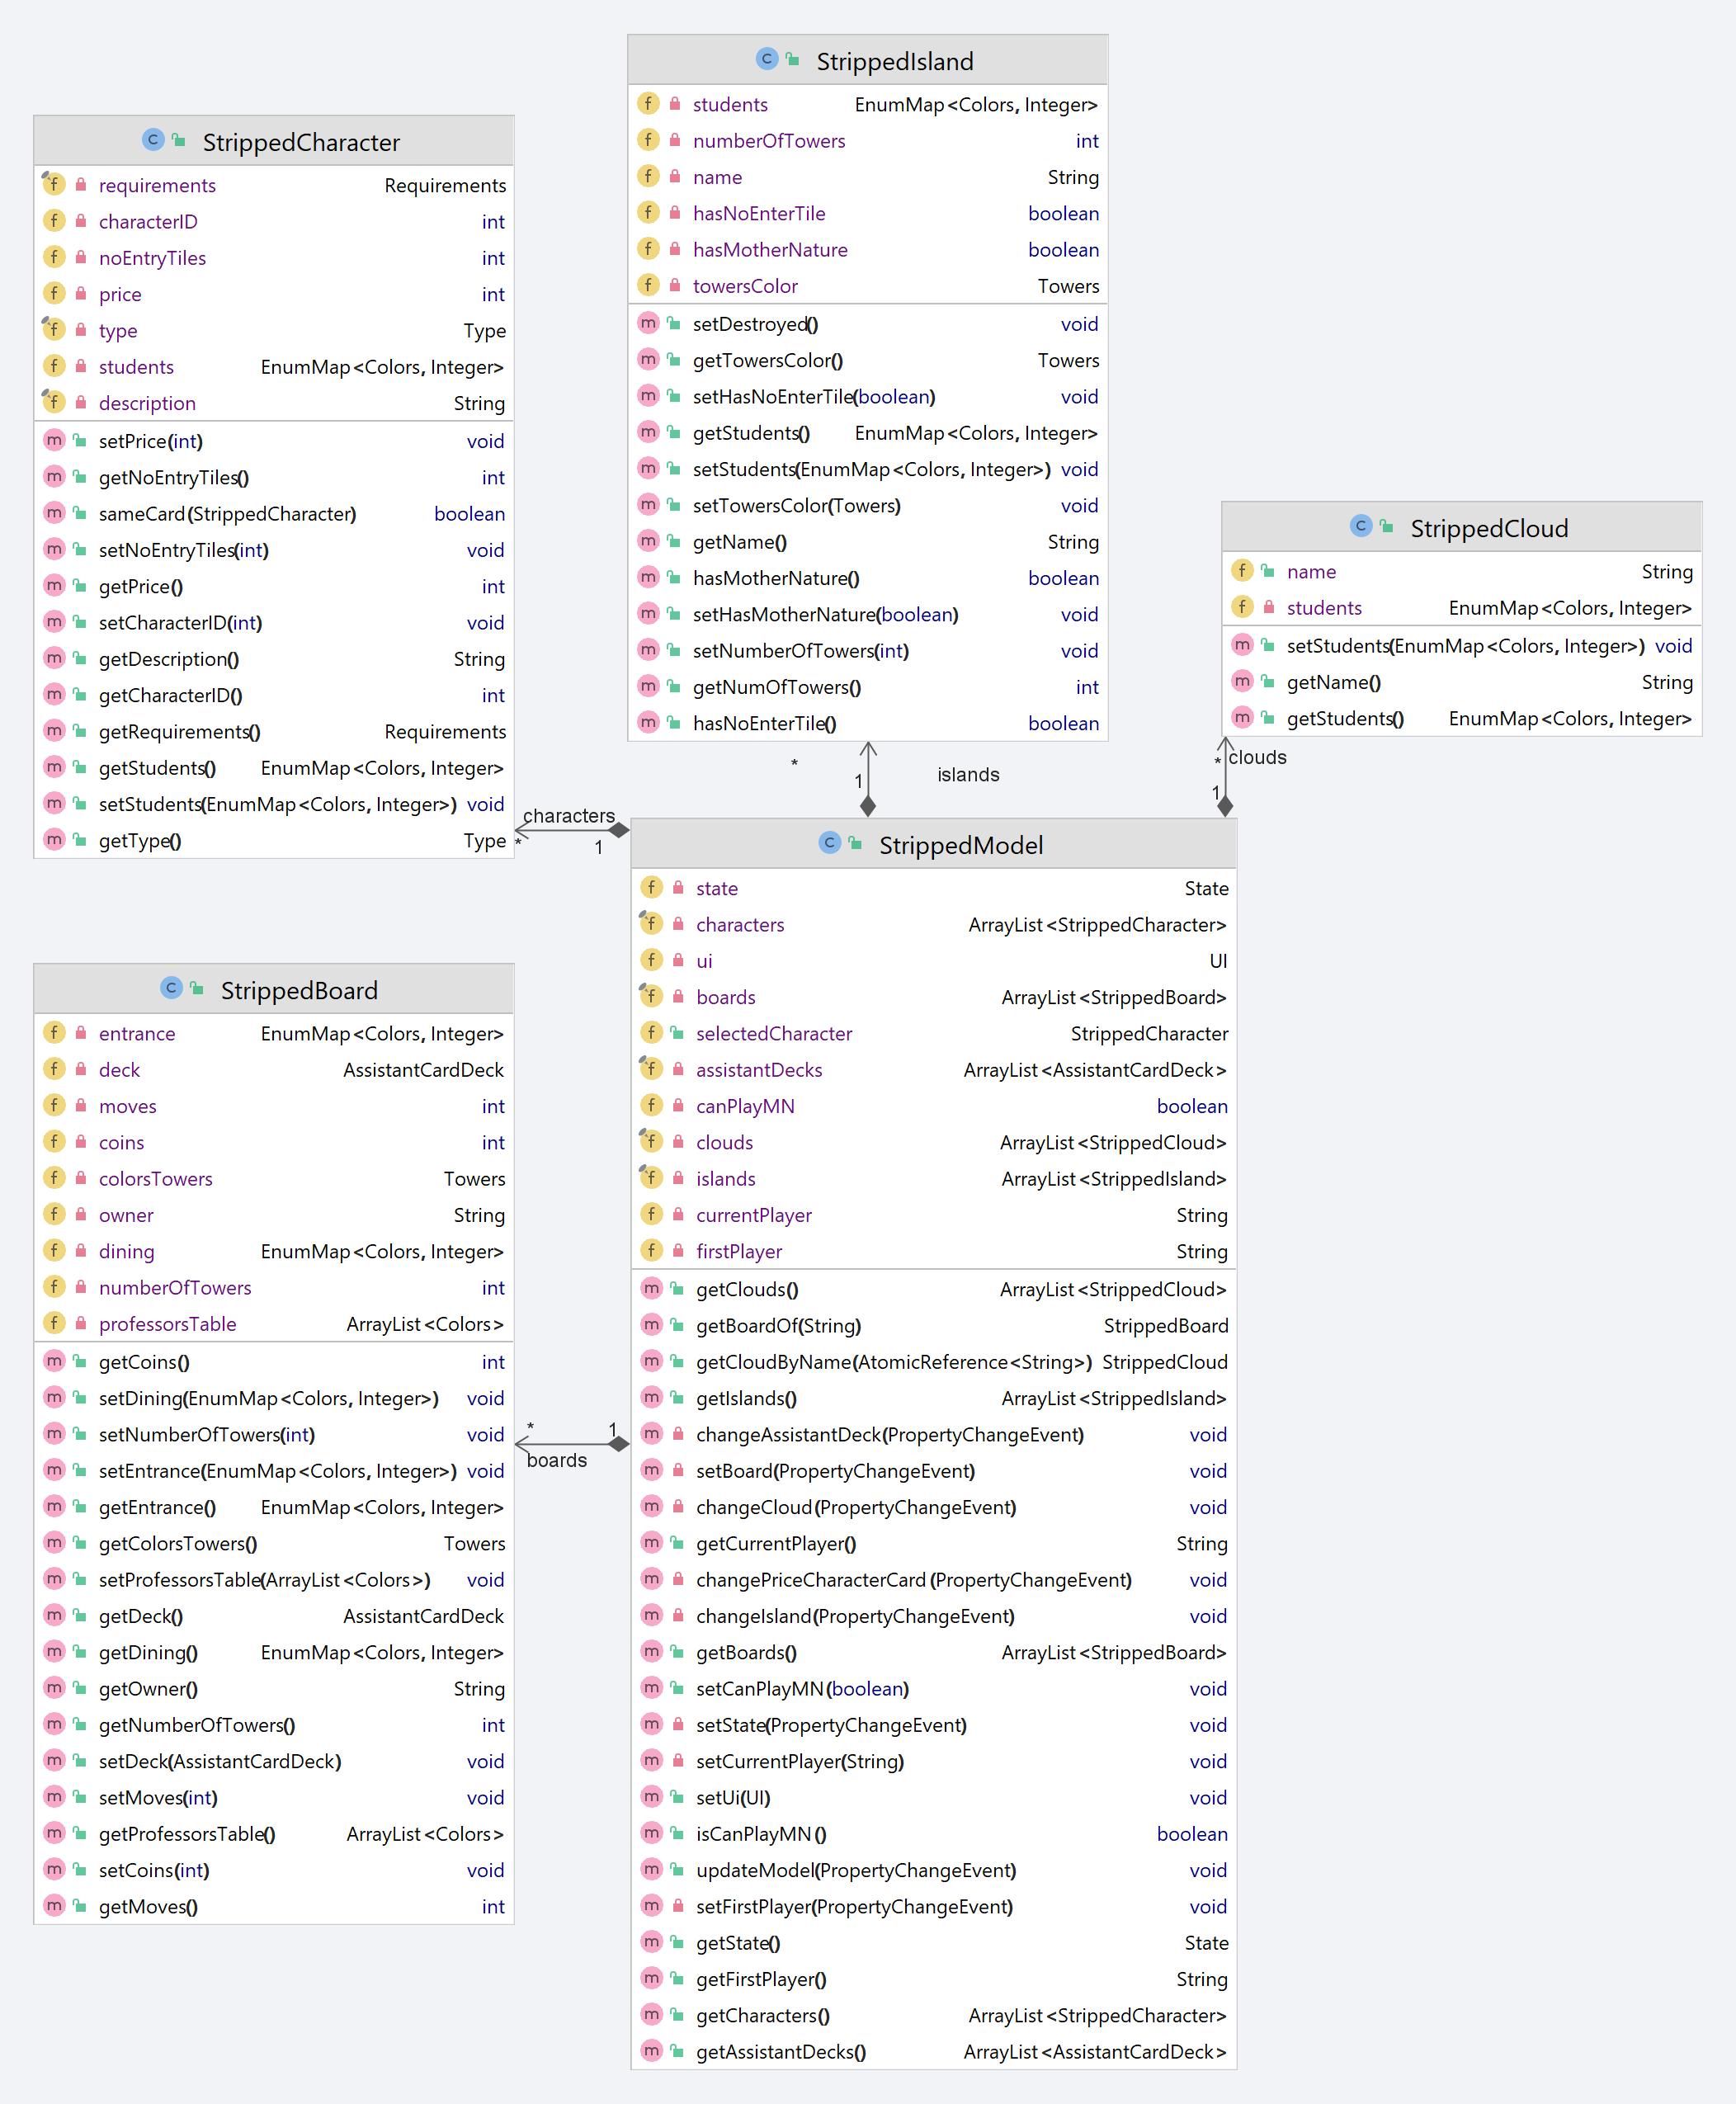 StrippedIsland
students EnumMap<Colors, Integer>
numberOfTowers int
name String
hasNoEnterTile boolean
hasMotherNature boolean
towersColor Towers
setDestroyed() void
getTowersColor() Towers
setHasNoEnterTile(boolean) void
getStudents() EnumMap<Colors, Integer>
setStudents(EnumMap<Colors, Integer>) void
setTowersColor(Towers) void
getName() String
hasMotherNature() boolean
setHasMotherNature(boolean) void
setNumberOfTowers(int) void
getNumOfTowers() int
hasNoEnterTile() boolean
StrippedCharacter
requirements Requirements
characterID int
noEntryTiles int
price int
type Type
students EnumMap<Colors, Integer>
description String
setPrice(int) void
getNoEntryTiles() int
sameCard(StrippedCharacter) boolean
setNoEntryTiles(int) void
getPrice() int
setCharacterID(int) void
getDescription() String
getCharacterID() int
getRequirements() Requirements
getStudents() EnumMap<Colors, Integer>
setStudents(EnumMap<Colors, Integer>) void
getType() Type
StrippedCloud
name String
students EnumMap<Colors, Integer>
setStudents(EnumMap<Colors, Integer>) void
getName() String
getStudents() EnumMap<Colors, Integer>
* clouds
1
* islands
1
characters
* 1
StrippedModel
state State
characters ArrayList<StrippedCharacter>
ui UI
boards ArrayList<StrippedBoard>
selectedCharacter StrippedCharacter
assistantDecks ArrayList<AssistantCardDeck>
canPlayMN boolean
clouds ArrayList<StrippedCloud>
islands ArrayList<StrippedIsland>
currentPlayer String
firstPlayer String
getClouds() ArrayList<StrippedCloud>
getBoardOf(String) StrippedBoard
getCloudByName(AtomicReference<String>) StrippedCloud
getIslands() ArrayList<StrippedIsland>
changeAssistantDeck(PropertyChangeEvent) void
setBoard(PropertyChangeEvent) void
changeCloud(PropertyChangeEvent) void
getCurrentPlayer() String
changePriceCharacterCard(PropertyChangeEvent) void
changeIsland(PropertyChangeEvent) void
getBoards() ArrayList<StrippedBoard>
setCanPlayMN(boolean) void
setState(PropertyChangeEvent) void
setCurrentPlayer(String) void
setUi(UI) void
isCanPlayMN() boolean
updateModel(PropertyChangeEvent) void
setFirstPlayer(PropertyChangeEvent) void
getState() State
getFirstPlayer() String
getCharacters() ArrayList<StrippedCharacter>
getAssistantDecks() ArrayList<AssistantCardDeck>
StrippedBoard
entrance EnumMap<Colors, Integer>
deck AssistantCardDeck
moves int
coins int
colorsTowers Towers
owner String
dining EnumMap<Colors, Integer>
numberOfTowers int
professorsTable ArrayList<Colors>
getCoins() int
setDining(EnumMap<Colors, Integer>) void
setNumberOfTowers(int) void
setEntrance(EnumMap<Colors, Integer>) void
getEntrance() EnumMap<Colors, Integer>
getColorsTowers() Towers
setProfessorsTable(ArrayList<Colors>) void
getDeck() AssistantCardDeck
getDining() EnumMap<Colors, Integer>
getOwner() String
getNumberOfTowers() int
setDeck(AssistantCardDeck) void
setMoves(int) void
getProfessorsTable() ArrayList<Colors>
setCoins(int) void
getMoves() int
* 1
boards